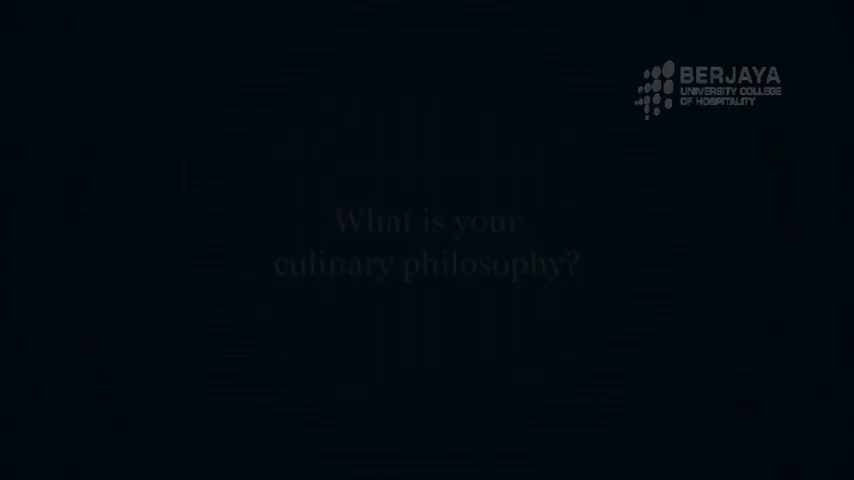 BERJAYA
UNIVERSITY COLLEGE
OF HOSPITALITY
What is your
culinary philosophy?